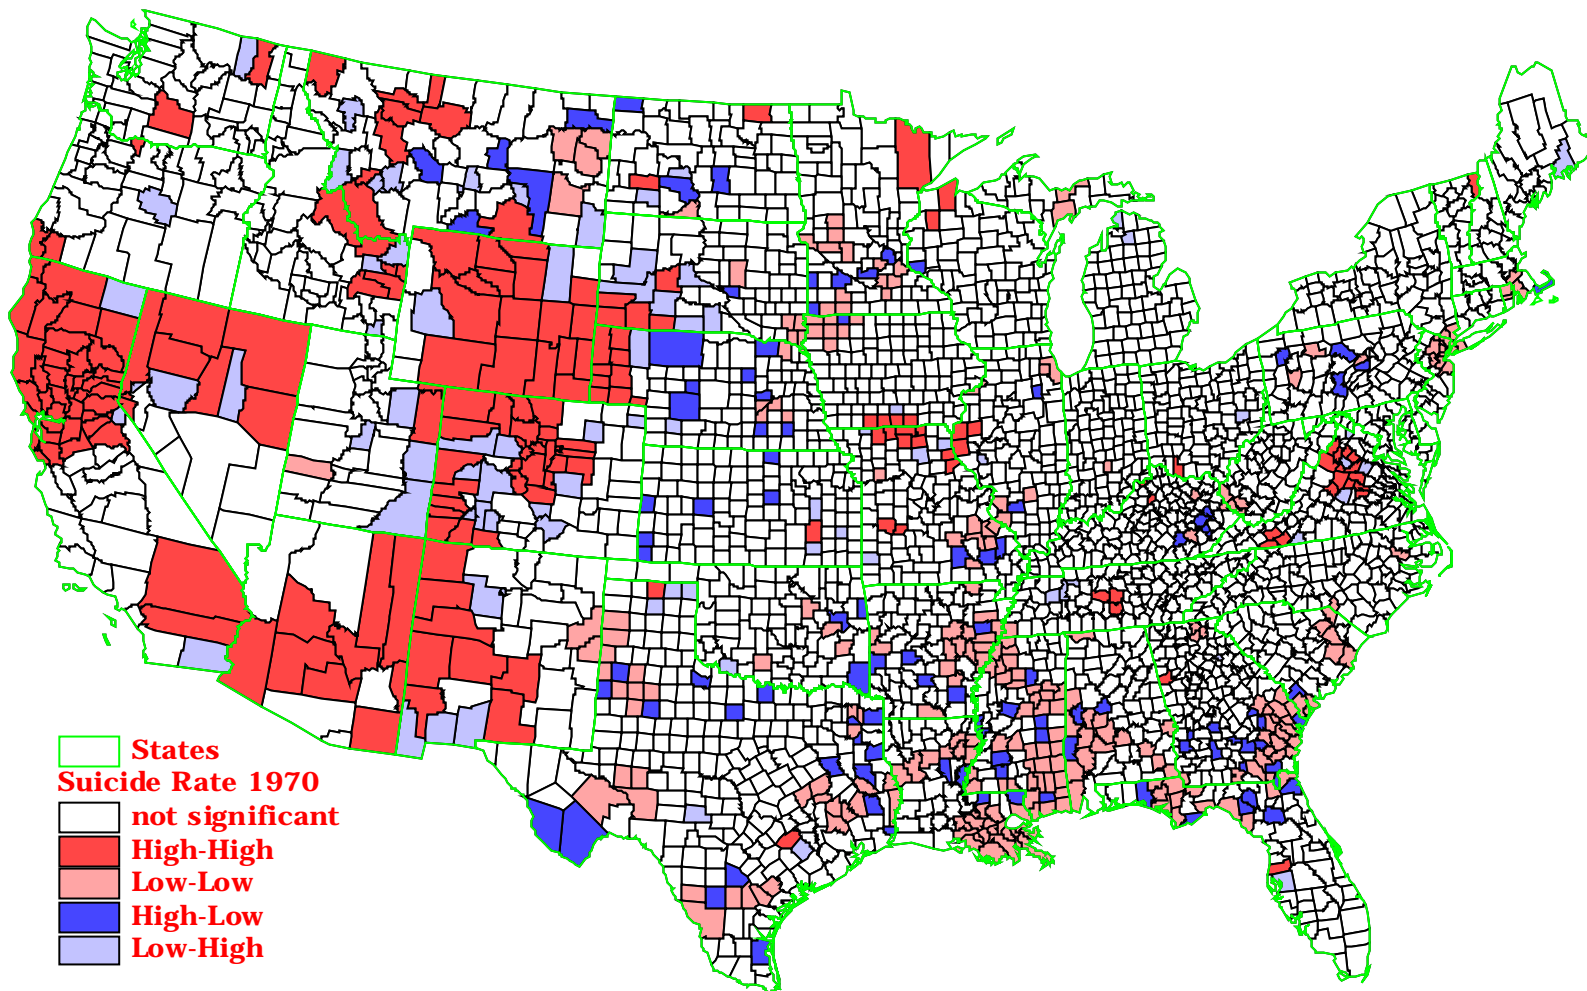 States
Suicide Rate 1970
not significant
High-High
Low-Low
High-Low
Low-High